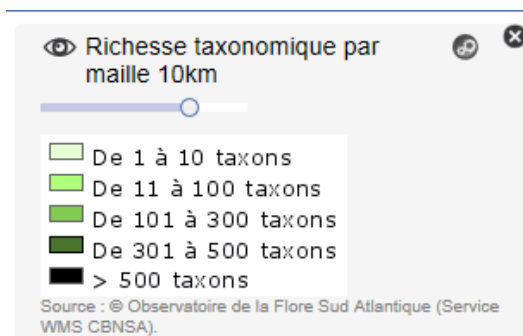 Richesse taxonomique par
maille 10km
De 1 à 10 taxons
De 11 à 100 taxons
De 101 à 300 taxons
De 301 à 500 taxons
> 500 taxons
Source : © Observatoire de la Flore Sud Atlantique (Service
WMS CBNSA).